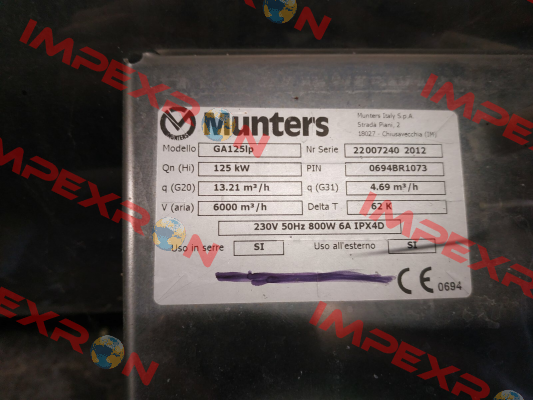 Munters
Munters Italy S.p.A.
Strada Piani, 2
18027 - Chiusavecchia (IM)
Modello GA125lp Nr Serie 22007240 2012
Qn (Hi) 125 kW PIN 0694BR1073
q (G20) 13.21 m³/h q (G31) 4.69 m³/h
V (aria) 6000 m³/h Delta T 62 K
230V 50Hz 800W 6A IPX4D
Uso in serre SI Uso all'esterno SI
CE 0694
IMPEXRON
IMPEXRON
IMPEXRON
IMPEXRON
IMPEXRON